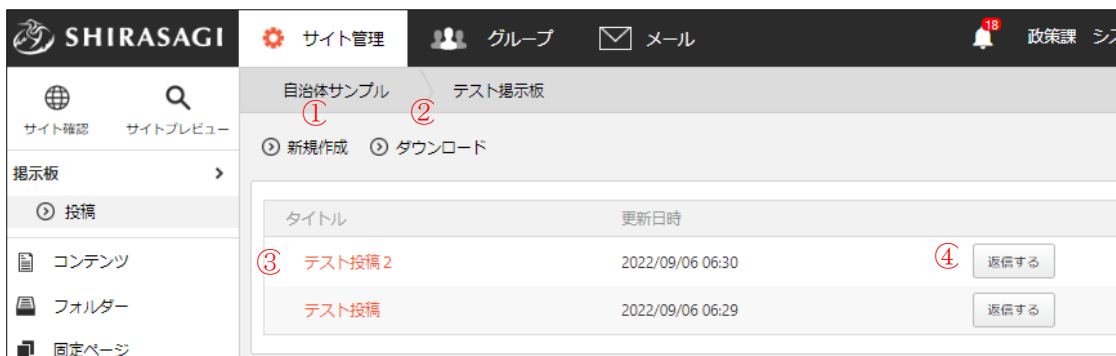 SHIRASAGI サイト管理 グループ メール 18 政策課 シス
サイト確認 サイトプレビュー
自治体サンプル テスト掲示板
① ②
新規作成 ダウンロード
掲示板
投稿
タイトル 更新日時
③ テスト投稿2 2022/09/06 06:30 ④ 返信する
テスト投稿 2022/09/06 06:29 返信する
コンテンツ
フォルダー
固定ページ